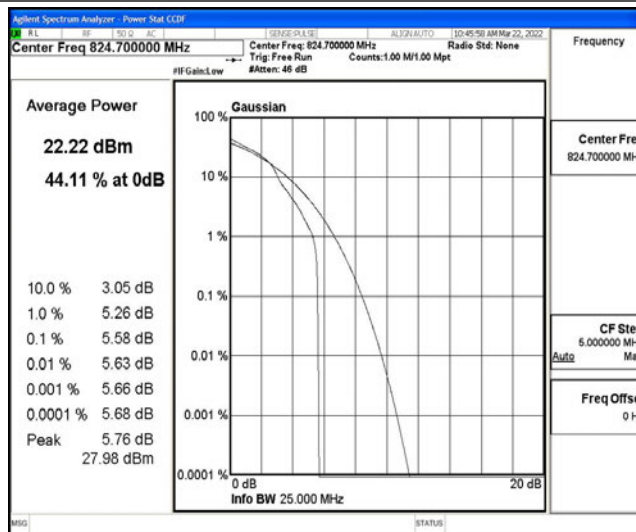 Agilent Spectrum Analyzer - Power Stat CCDF
RL RF 50 Ω AC SENSE:PULSE ALIGN AUTO 10:45:58 AM Mar 22, 2022
Center Freq 824.700000 MHz
Center Freq: 824.700000 MHz Radio Std: None
Trig: Free Run Counts:1.00 M/1.00 Mpt
#IFGain:Low #Atten: 46 dB
Average Power
22.22 dBm
44.11 % at 0dB
10.0 % 3.05 dB
1.0 % 5.26 dB
0.1 % 5.58 dB
0.01 % 5.63 dB
0.001 % 5.66 dB
0.0001 % 5.68 dB
Peak 5.76 dB
27.98 dBm
Gaussian
100 %
10 %
1 %
0.1 %
0.01 %
0.001 %
0.0001 %
0 dB 20 dB
Info BW 25.000 MHz
Frequency
Center Fre
824.700000 MH
CF Ste
5.000000 MH
Auto Ma
Freq Offse
0 H
MSG STATUS